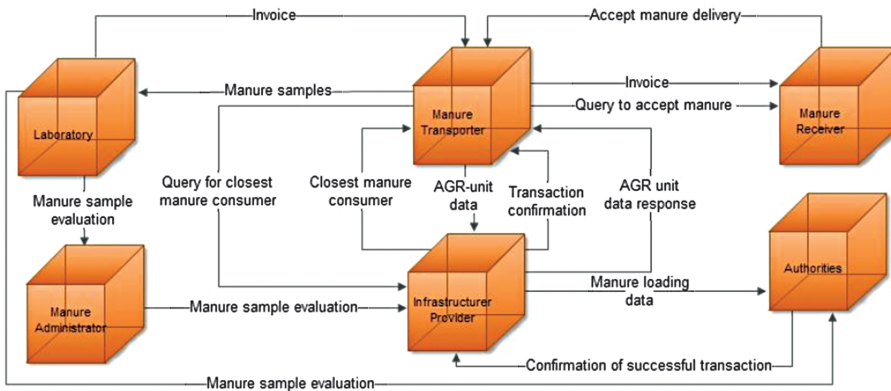 Invoice
Accept manure delivery
Manure samples
Invoice
Query to accept manure
Laboratory
Manure
Transporter
Manure
Receiver
Manure sample
evaluation
Query for closest
manure consumer
Closest manure
consumer
AGR-unit
data
Transaction
confirmation
AGR unit
data response
Manure
Administrator
Manure sample evaluation
Infrastructurer
Provider
Manure loading
data
Authorities
Confirmation of successful transaction
Manure sample evaluation